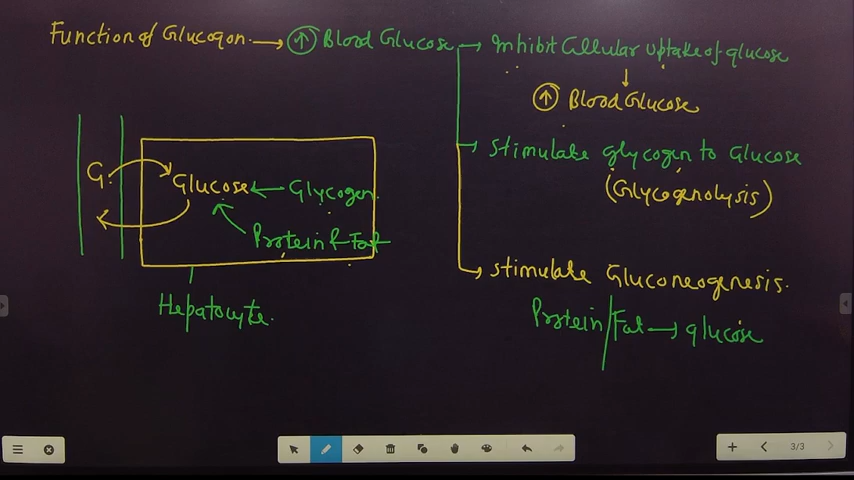 Function of Glucogon. → ↑ Blood Glucose → Inhibit Cellular uptake of glucose
↓
↑ Blood Glucose
→ Stimulate glycogen to Glucose
(Glycogenolysis)
→ Stimulate Gluconeogenesis.
Protein/Fat → glucose
G.
Glucose ← Glycogen
Protein & Fat
Hepatocyte.
3/3